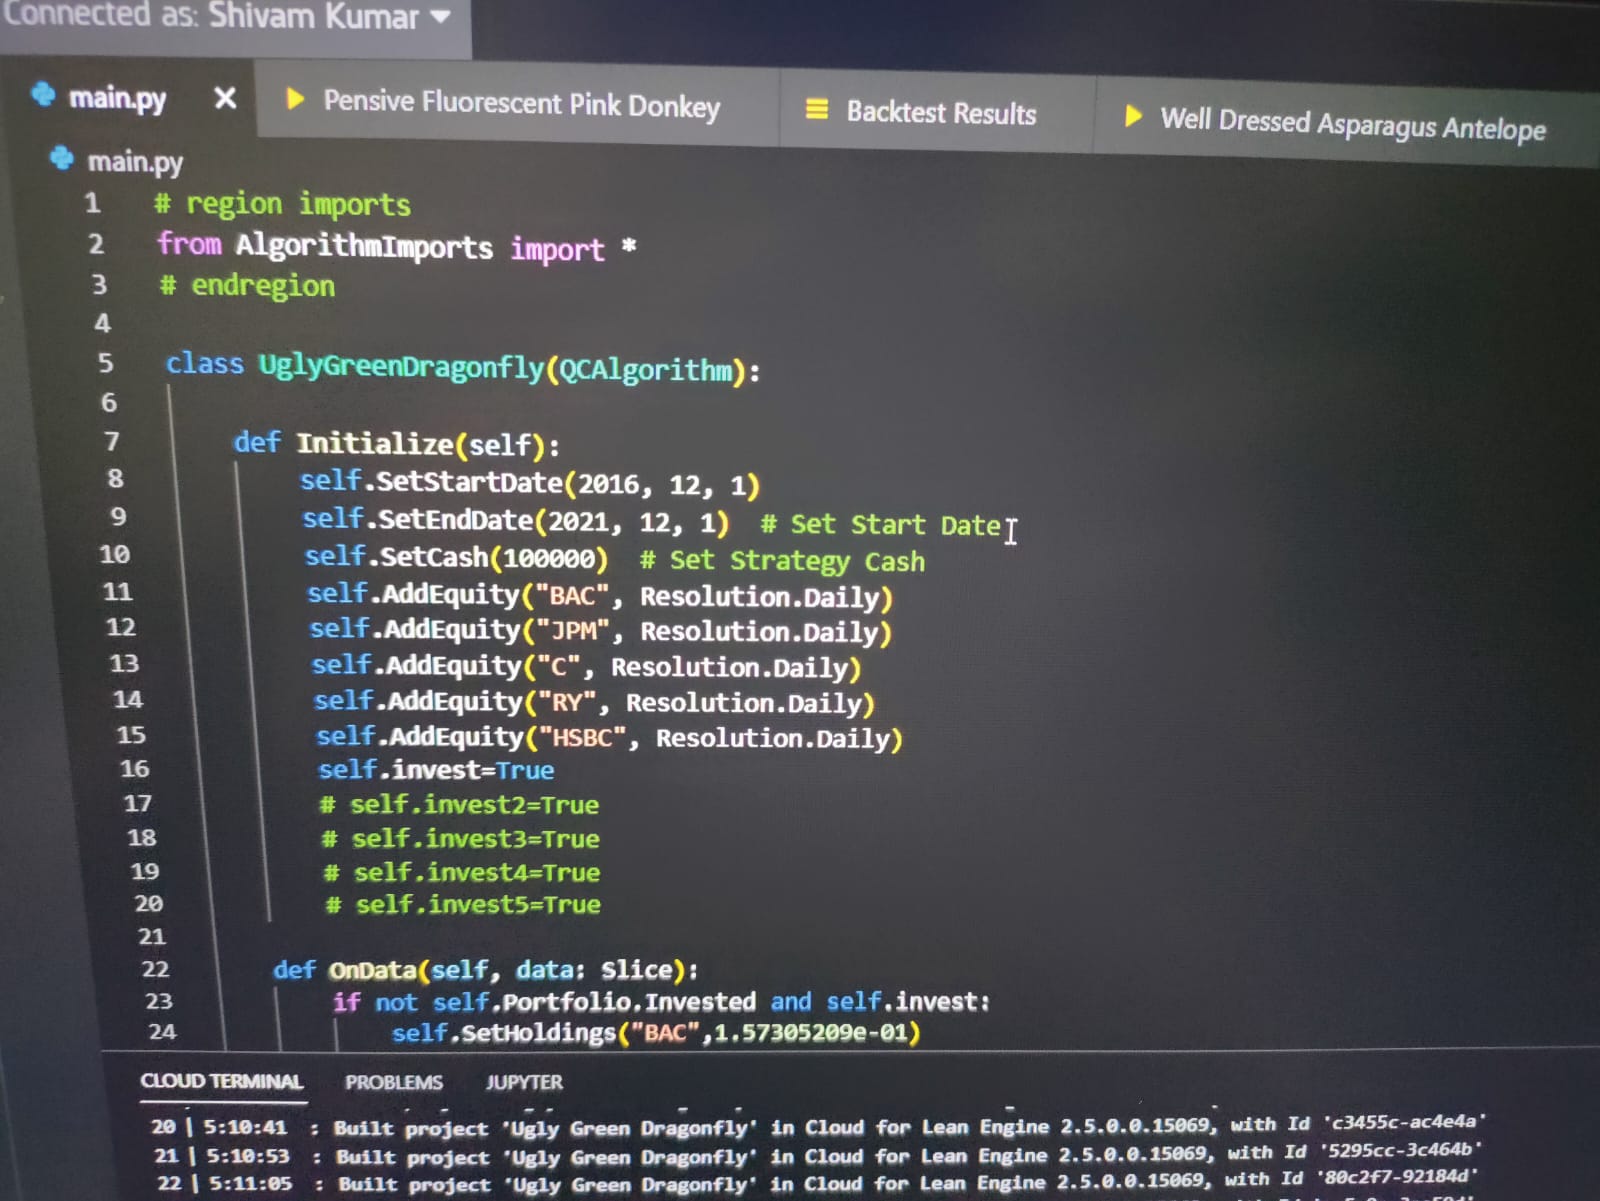 Connected as: Shivam Kumar
main.py
Pensive Fluorescent Pink Donkey
Backtest Results
Well Dressed Asparagus Antelope
main.py
1 # region imports
2 from AlgorithmImports import *
3 # endregion
4
5 class UglyGreenDragonfly(QCAlgorithm):
6
7 def Initialize(self):
8 self.SetStartDate(2016, 12, 1)
9 self.SetEndDate(2021, 12, 1) # Set Start Date
10 self.SetCash(100000) # Set Strategy Cash
11 self.AddEquity("BAC", Resolution.Daily)
12 self.AddEquity("JPM", Resolution.Daily)
13 self.AddEquity("C", Resolution.Daily)
14 self.AddEquity("RY", Resolution.Daily)
15 self.AddEquity("HSBC", Resolution.Daily)
16 self.invest=True
17 # self.invest2=True
18 # self.invest3=True
19 # self.invest4=True
20 # self.invest5=True
21
22 def OnData(self, data: Slice):
23 if not self.Portfolio.Invested and self.invest:
24 self.SetHoldings("BAC",1.57305209e-01)
CLOUD TERMINAL PROBLEMS JUPYTER
20 | 5:10:41 : Built project 'Ugly Green Dragonfly' in Cloud for Lean Engine 2.5.0.0.15069, with Id 'c3455c-ac4e4a'
21 | 5:10:53 : Built project 'Ugly Green Dragonfly' in Cloud for Lean Engine 2.5.0.0.15069, with Id '5295cc-3c464b'
22 | 5:11:05 : Built project 'Ugly Green Dragonfly' in Cloud for Lean Engine 2.5.0.0.15069, with Id '80c2f7-92184d'